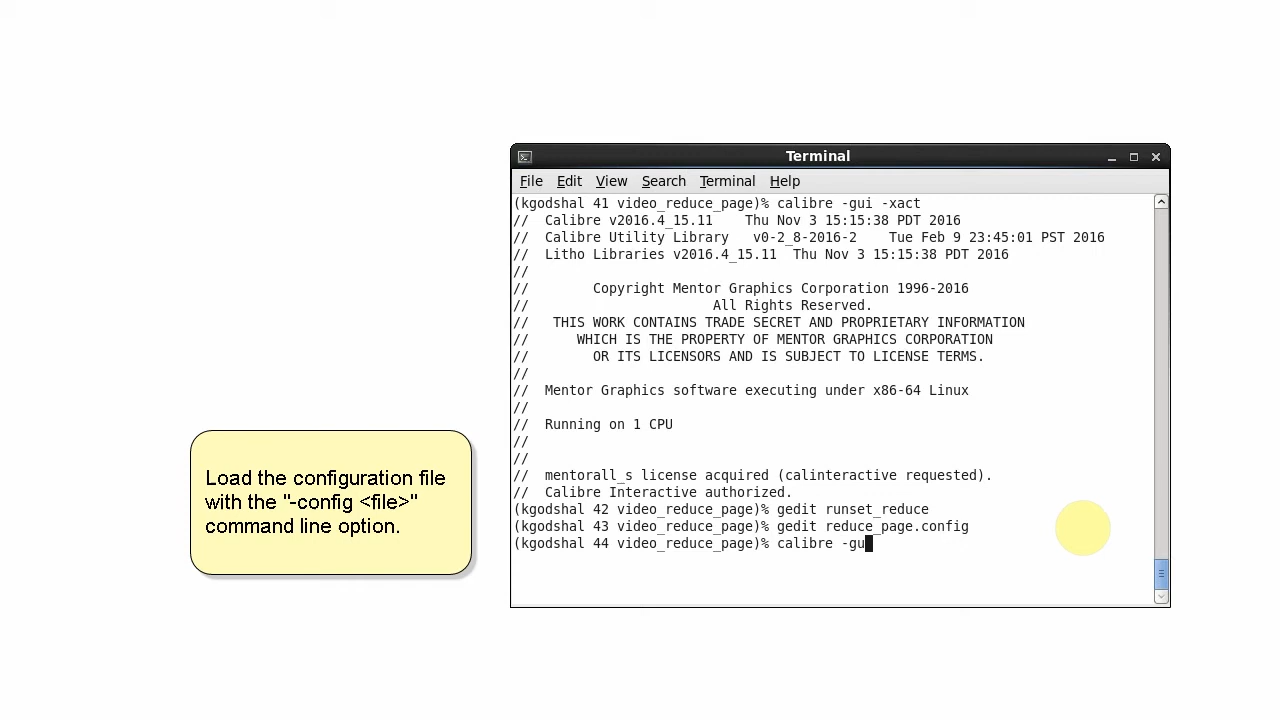 Terminal
File Edit View Search Terminal Help
(kgodshal 41 video_reduce_page)% calibre -gui -xact
// Calibre v2016.4_15.11 Thu Nov 3 15:15:38 PDT 2016
// Calibre Utility Library v0-2_8-2016-2 Tue Feb 9 23:45:01 PST 2016
// Litho Libraries v2016.4_15.11 Thu Nov 3 15:15:38 PDT 2016
//
// Copyright Mentor Graphics Corporation 1996-2016
// All Rights Reserved.
// THIS WORK CONTAINS TRADE SECRET AND PROPRIETARY INFORMATION
// WHICH IS THE PROPERTY OF MENTOR GRAPHICS CORPORATION
// OR ITS LICENSORS AND IS SUBJECT TO LICENSE TERMS.
//
// Mentor Graphics software executing under x86-64 Linux
//
// Running on 1 CPU
//
//
// mentorall_s license acquired (calinteractive requested).
// Calibre Interactive authorized.
(kgodshal 42 video_reduce_page)% gedit runset_reduce
(kgodshal 43 video_reduce_page)% gedit reduce_page.config
(kgodshal 44 video_reduce_page)% calibre -gu
Load the configuration file
with the "-config <file>"
command line option.